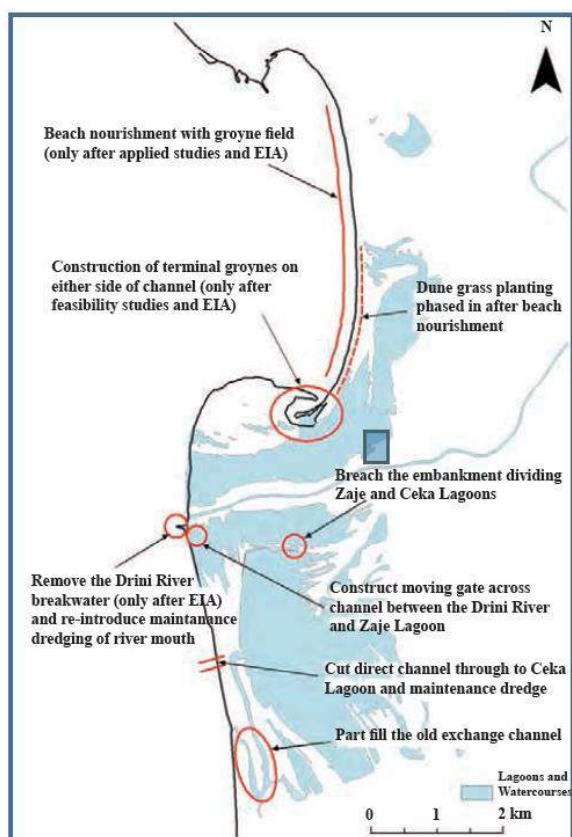 N
Beach nourishment with groyne field
(only after applied studies and EIA)
Construction of terminal groynes on
either side of channel (only after
feasibility studies and EIA)
Dune grass planting
phased in after beach
nourishment
Breach the embankment dividing
Zaje and Ceka Lagoons
Remove the Drini River
breakwater (only after EIA)
and re-introduce maintanance
dredging of river mouth
Construct moving gate across
channel between the Drini River
and Zaje Lagoon
Cut direct channel through to Ceka
Lagoon and maintenance dredge
Part fill the old exchange channel
Lagoons and
Watercourses
0 1 2 km